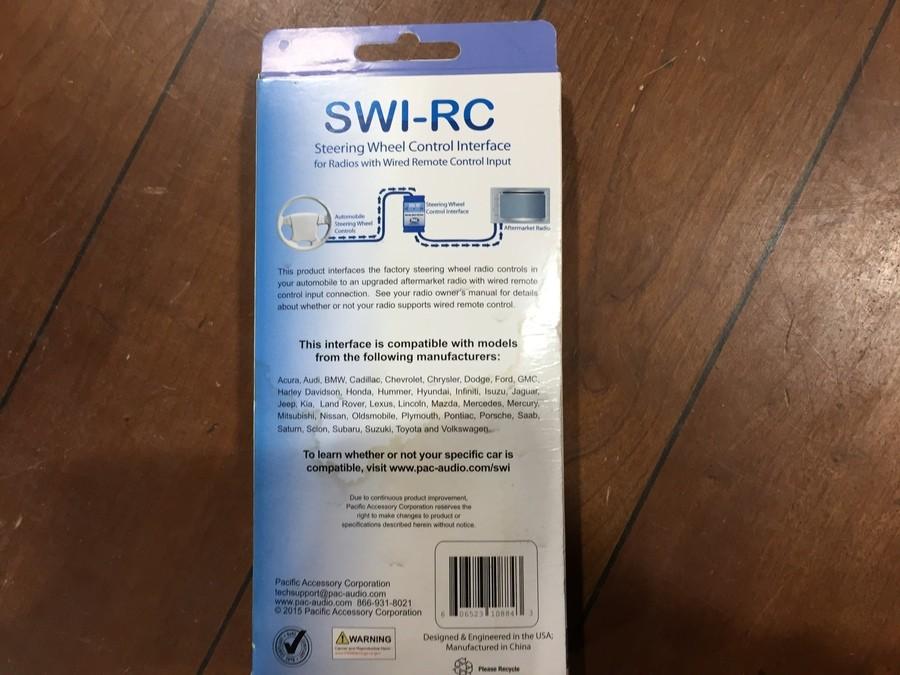 SWI-RC
Steering Wheel Control Interface
for Radios with Wired Remote Control Input
Automobile
Steering Wheel
Controls
Steering Wheel
Control Interface
Aftermarket Radio
This product interfaces the factory steering wheel radio controls in
your automobile to an upgraded aftermarket radio with wired remote
control input connection. See your radio owner's manual for details
about whether or not your radio supports wired remote control.
This interface is compatible with models
from the following manufacturers:
Acura, Audi, BMW, Cadillac, Chevrolet, Chrysler, Dodge, Ford, GMC,
Harley Davidson, Honda, Hummer, Hyundai, Infiniti, Isuzu, Jaguar,
Jeep, Kia, Land Rover, Lexus, Lincoln, Mazda, Mercedes, Mercury,
Mitsubishi, Nissan, Oldsmobile, Plymouth, Pontiac, Porsche, Saab,
Saturn, Scion, Subaru, Suzuki, Toyota and Volkswagen.
To learn whether or not your specific car is
compatible, visit www.pac-audio.com/swi
Due to continuous product improvement,
Pacific Accessory Corporation reserves the
right to make changes to product or
specifications described herein without notice.
Pacific Accessory Corporation
techsupport@pac-audio.com
www.pac-audio.com 866-931-8021
© 2015 Pacific Accessory Corporation
6 06523 10884 3
WARNING
Cancer and Reproductive Harm
Designed & Engineered in the USA;
Manufactured in China
Please Recycle